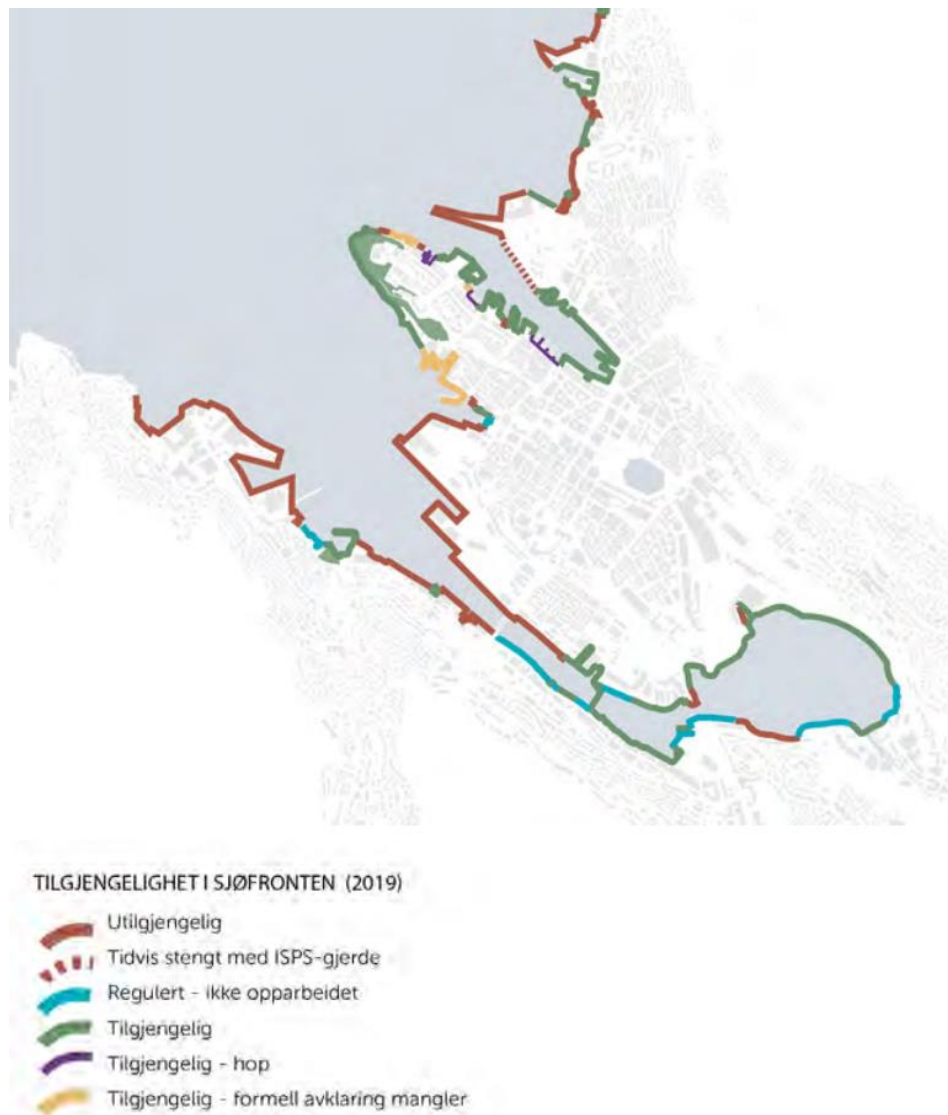 TILGJENGELIGHET I SJØFRONTEN (2019)
Utilgjengelig
Tidvis stengt med ISPS-gjerde
Regulert - ikke opparbeidet
Tilgjengelig
Tilgjengelig - hop
Tilgjengelig - formell avklaring mangler